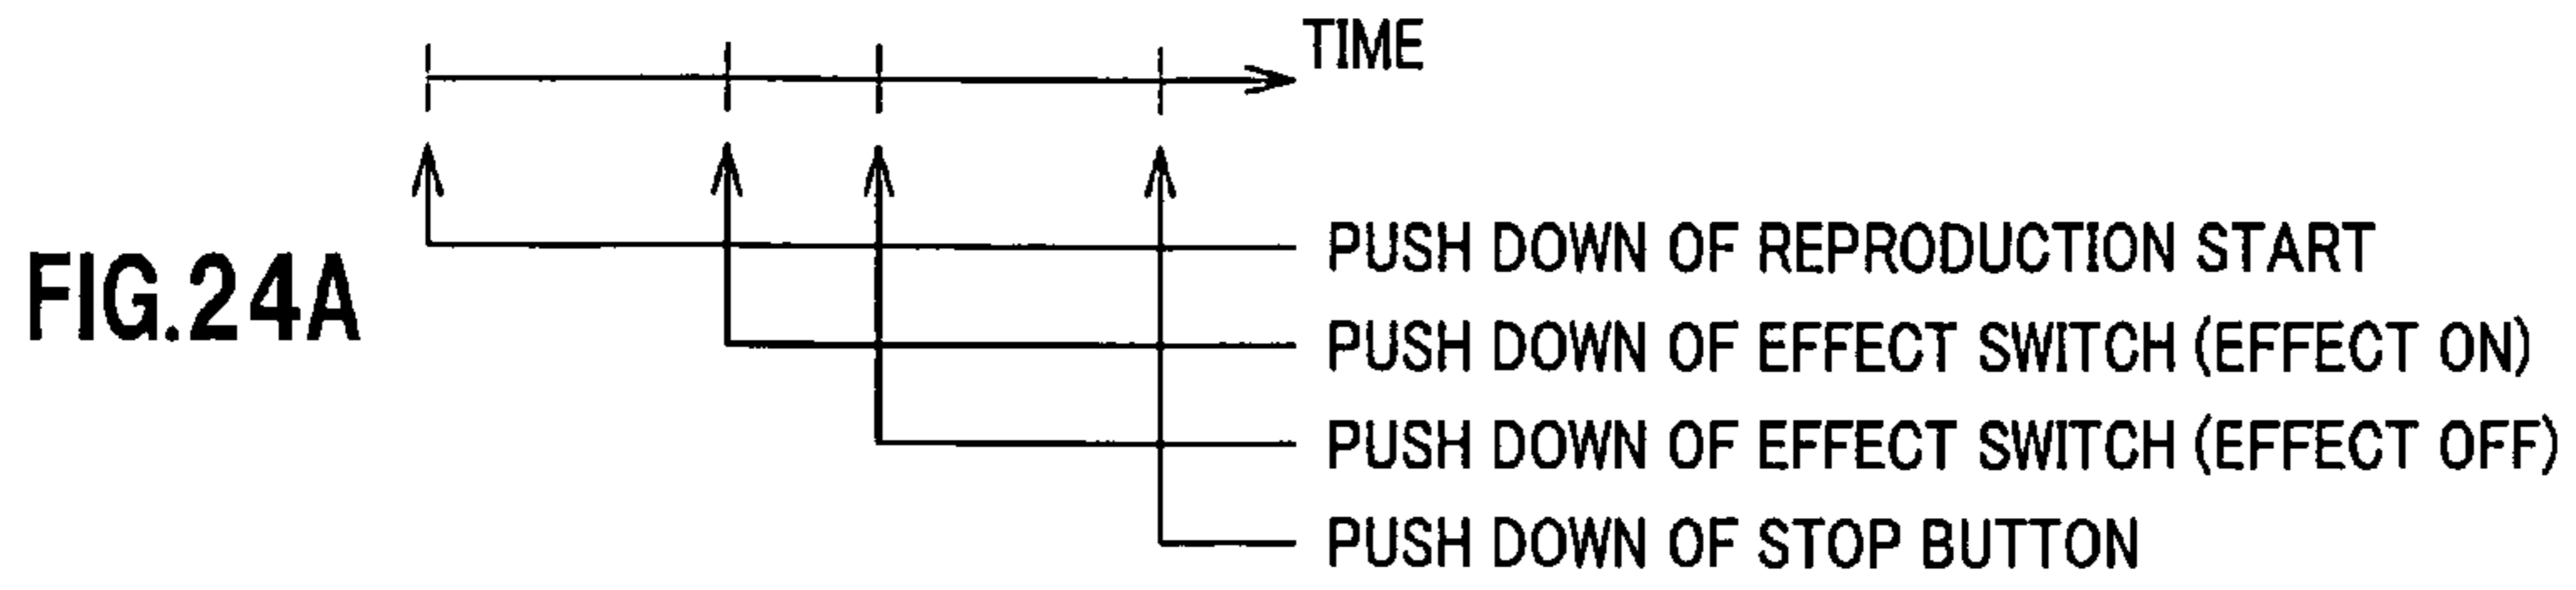 TIME
PUSH DOWN OF REPRODUCTION START
FIG.24A
PUSH DOWN OF EFFECT SWITCH (EFFECT ON)
PUSH DOWN OF EFFECT SWITCH (EFFECT OFF)
PUSH DOWN OF STOP BUTTON